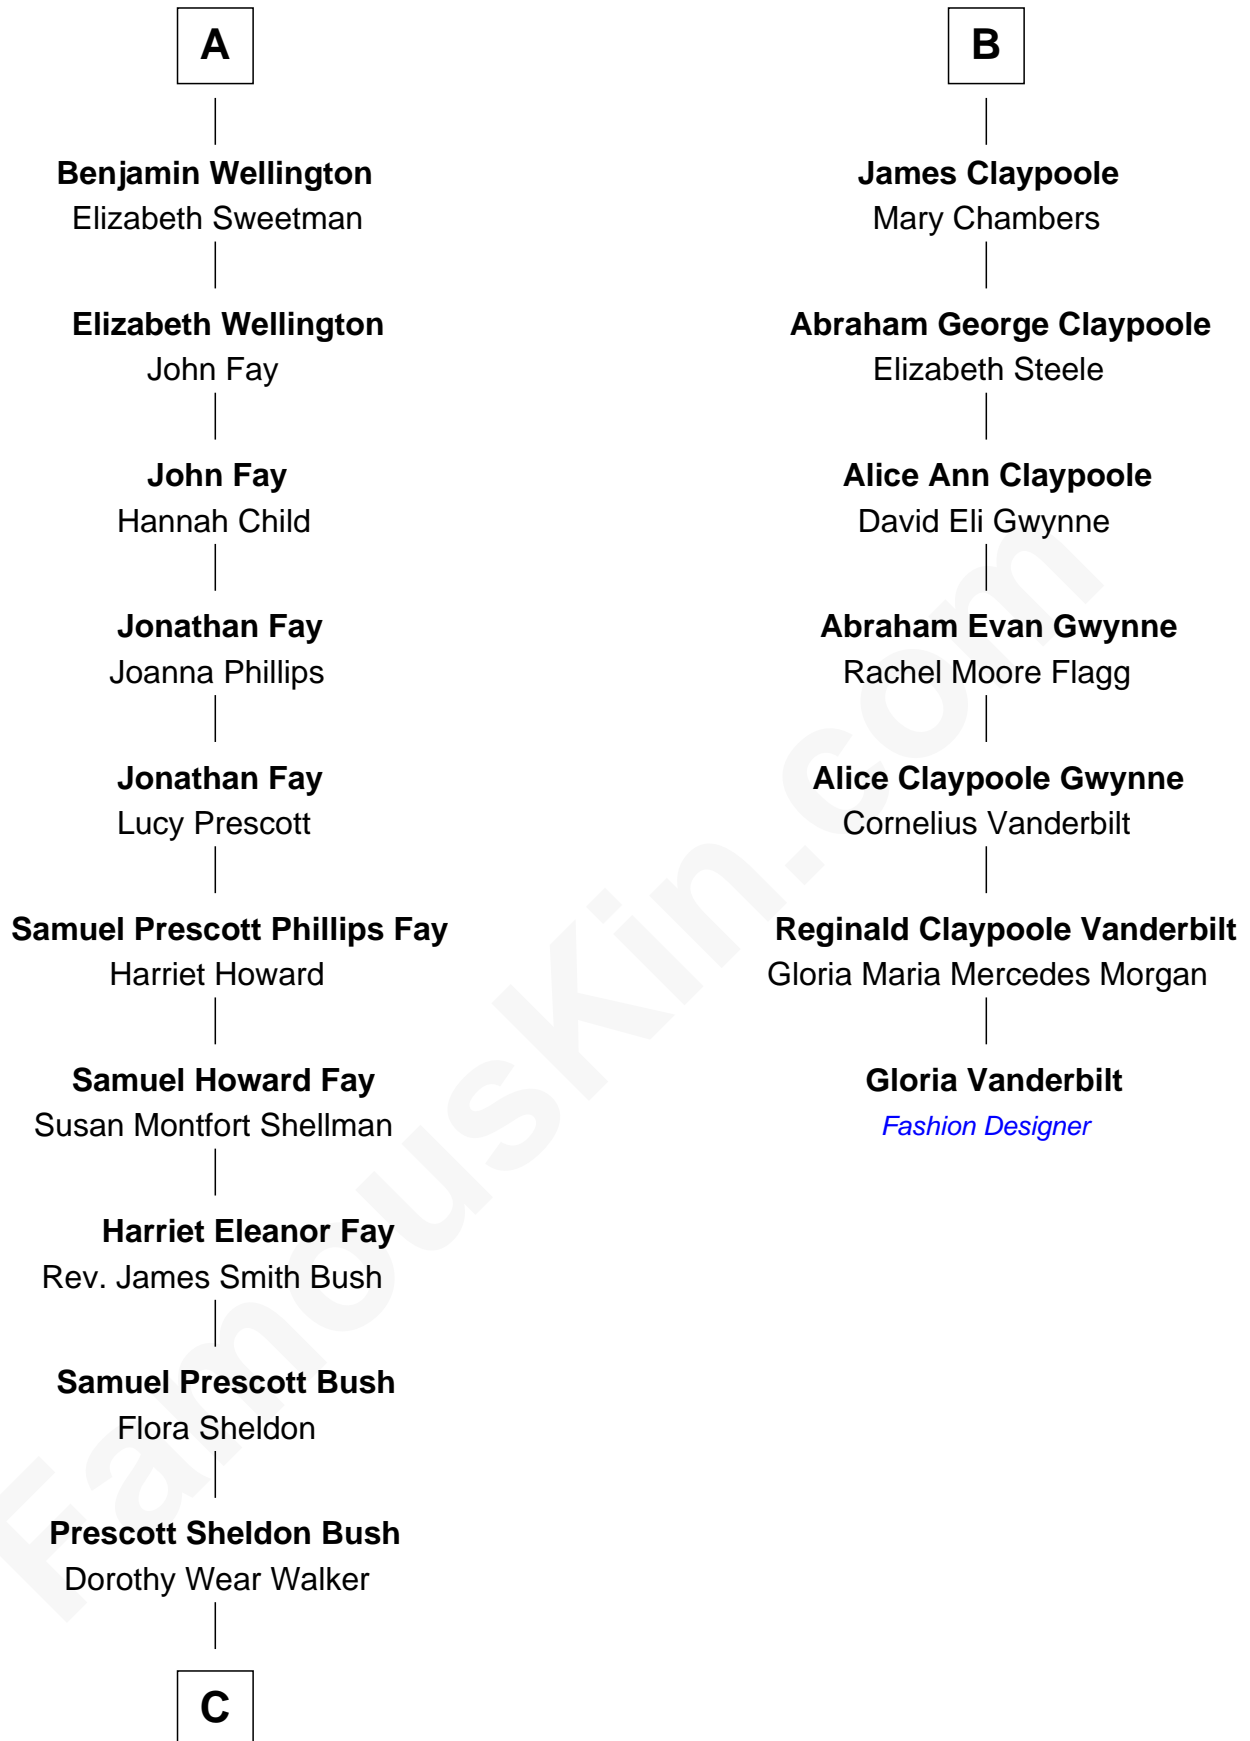 A
Benjamin Wellington
Elizabeth Sweetman
Elizabeth Wellington
John Fay
John Fay
Hannah Child
Jonathan Fay
Joanna Phillips
Jonathan Fay
Lucy Prescott
Samuel Prescott Phillips Fay
Harriet Howard
Samuel Howard Fay
Susan Montfort Shellman
Harriet Eleanor Fay
Rev. James Smith Bush
Samuel Prescott Bush
Flora Sheldon
Prescott Sheldon Bush
Dorothy Wear Walker
C
B
James Claypoole
Mary Chambers
Abraham George Claypoole
Elizabeth Steele
Alice Ann Claypoole
David Eli Gwynne
Abraham Evan Gwynne
Rachel Moore Flagg
Alice Claypoole Gwynne
Cornelius Vanderbilt
Reginald Claypoole Vanderbilt
Gloria Maria Mercedes Morgan
Gloria Vanderbilt
Fashion Designer
FamousKin.com